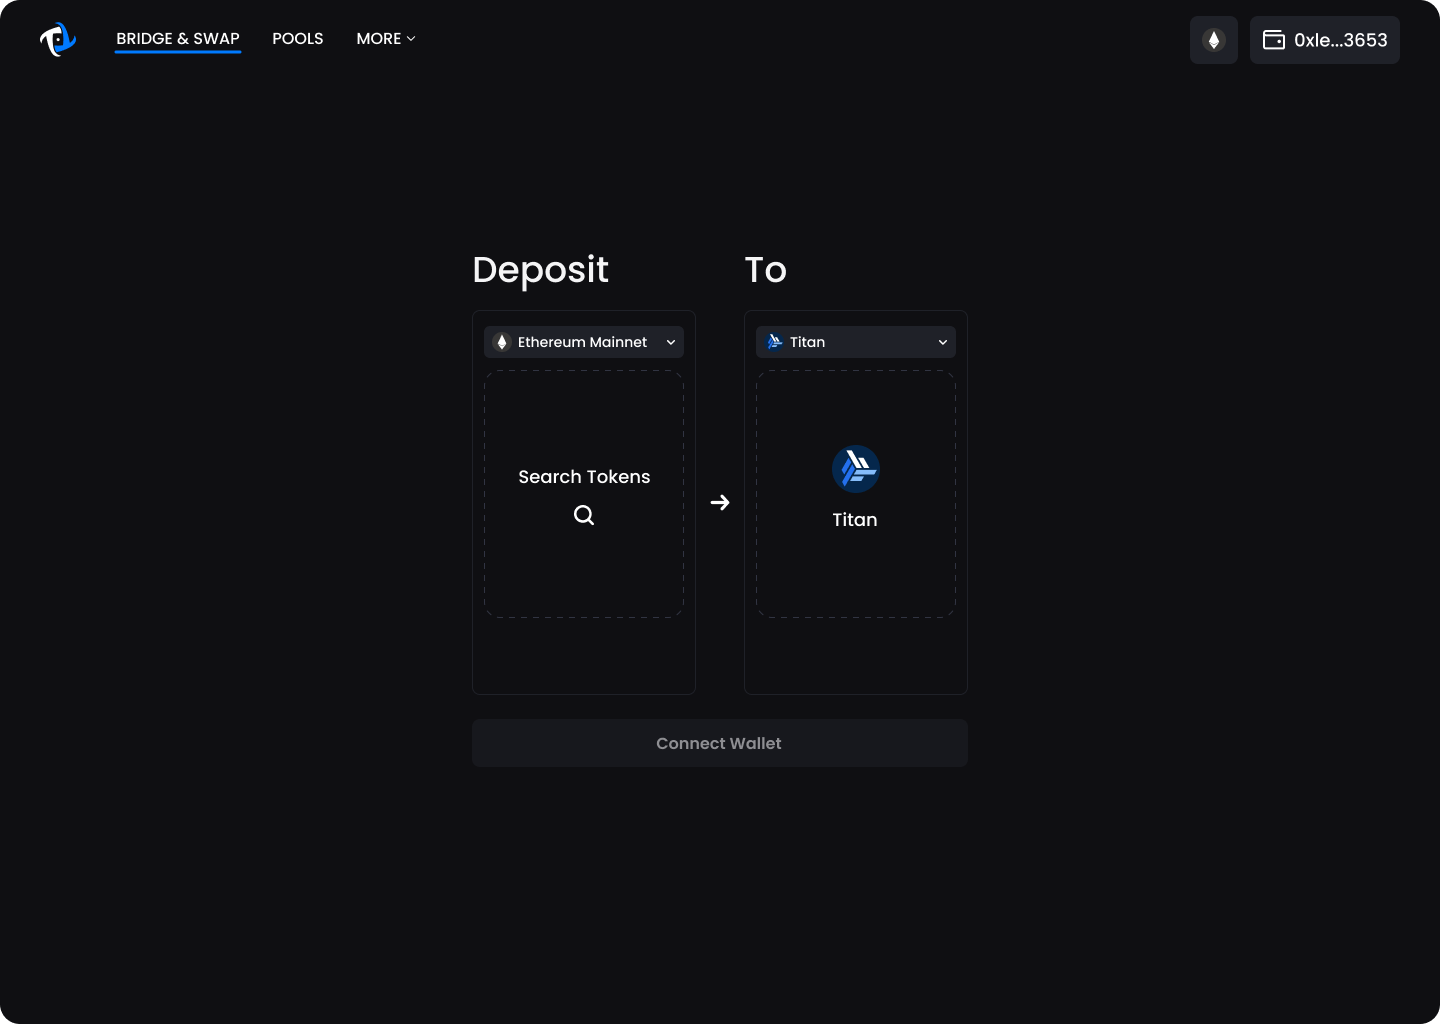 BRIDGE & SWAP POOLS MORE
0xle...3653
Deposit To
Ethereum Mainnet
Titan
Search Tokens
Titan
Connect Wallet